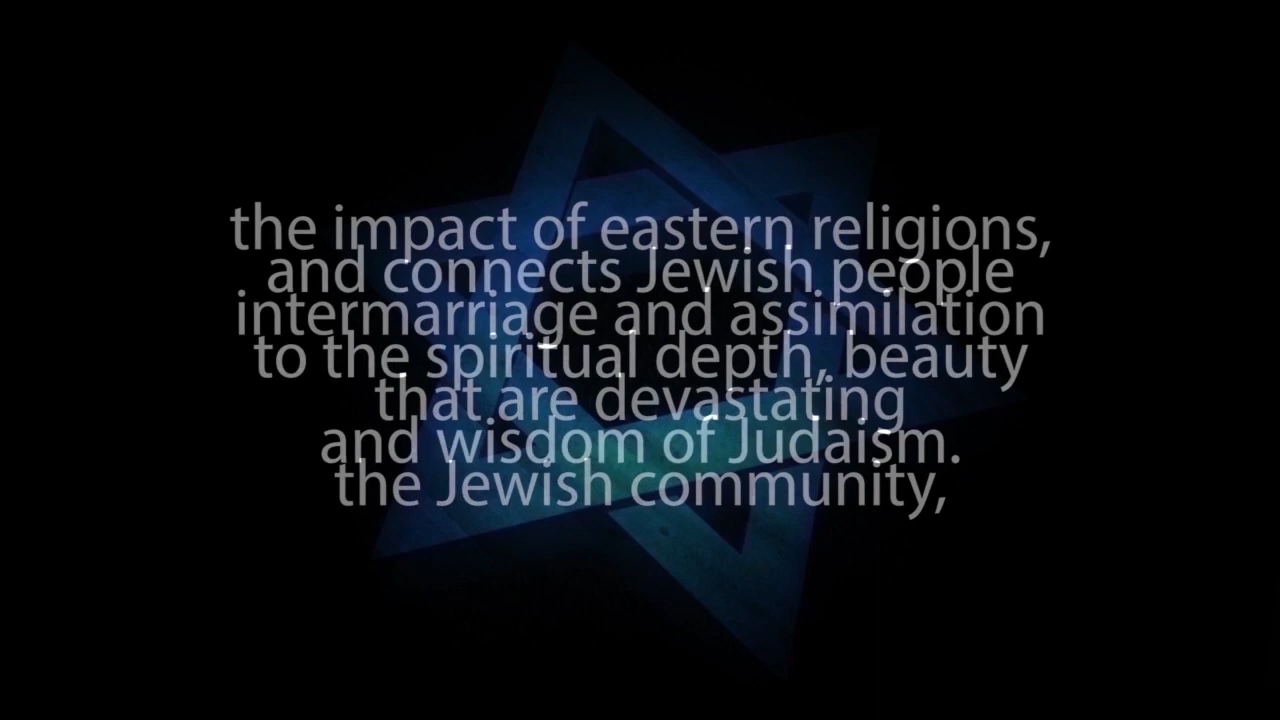 the impact of eastern religions,
and connects Jewish people
intermarriage and assimilation
to the spiritual depth, beauty
that are devastating
and wisdom of Judaism.
the Jewish community,